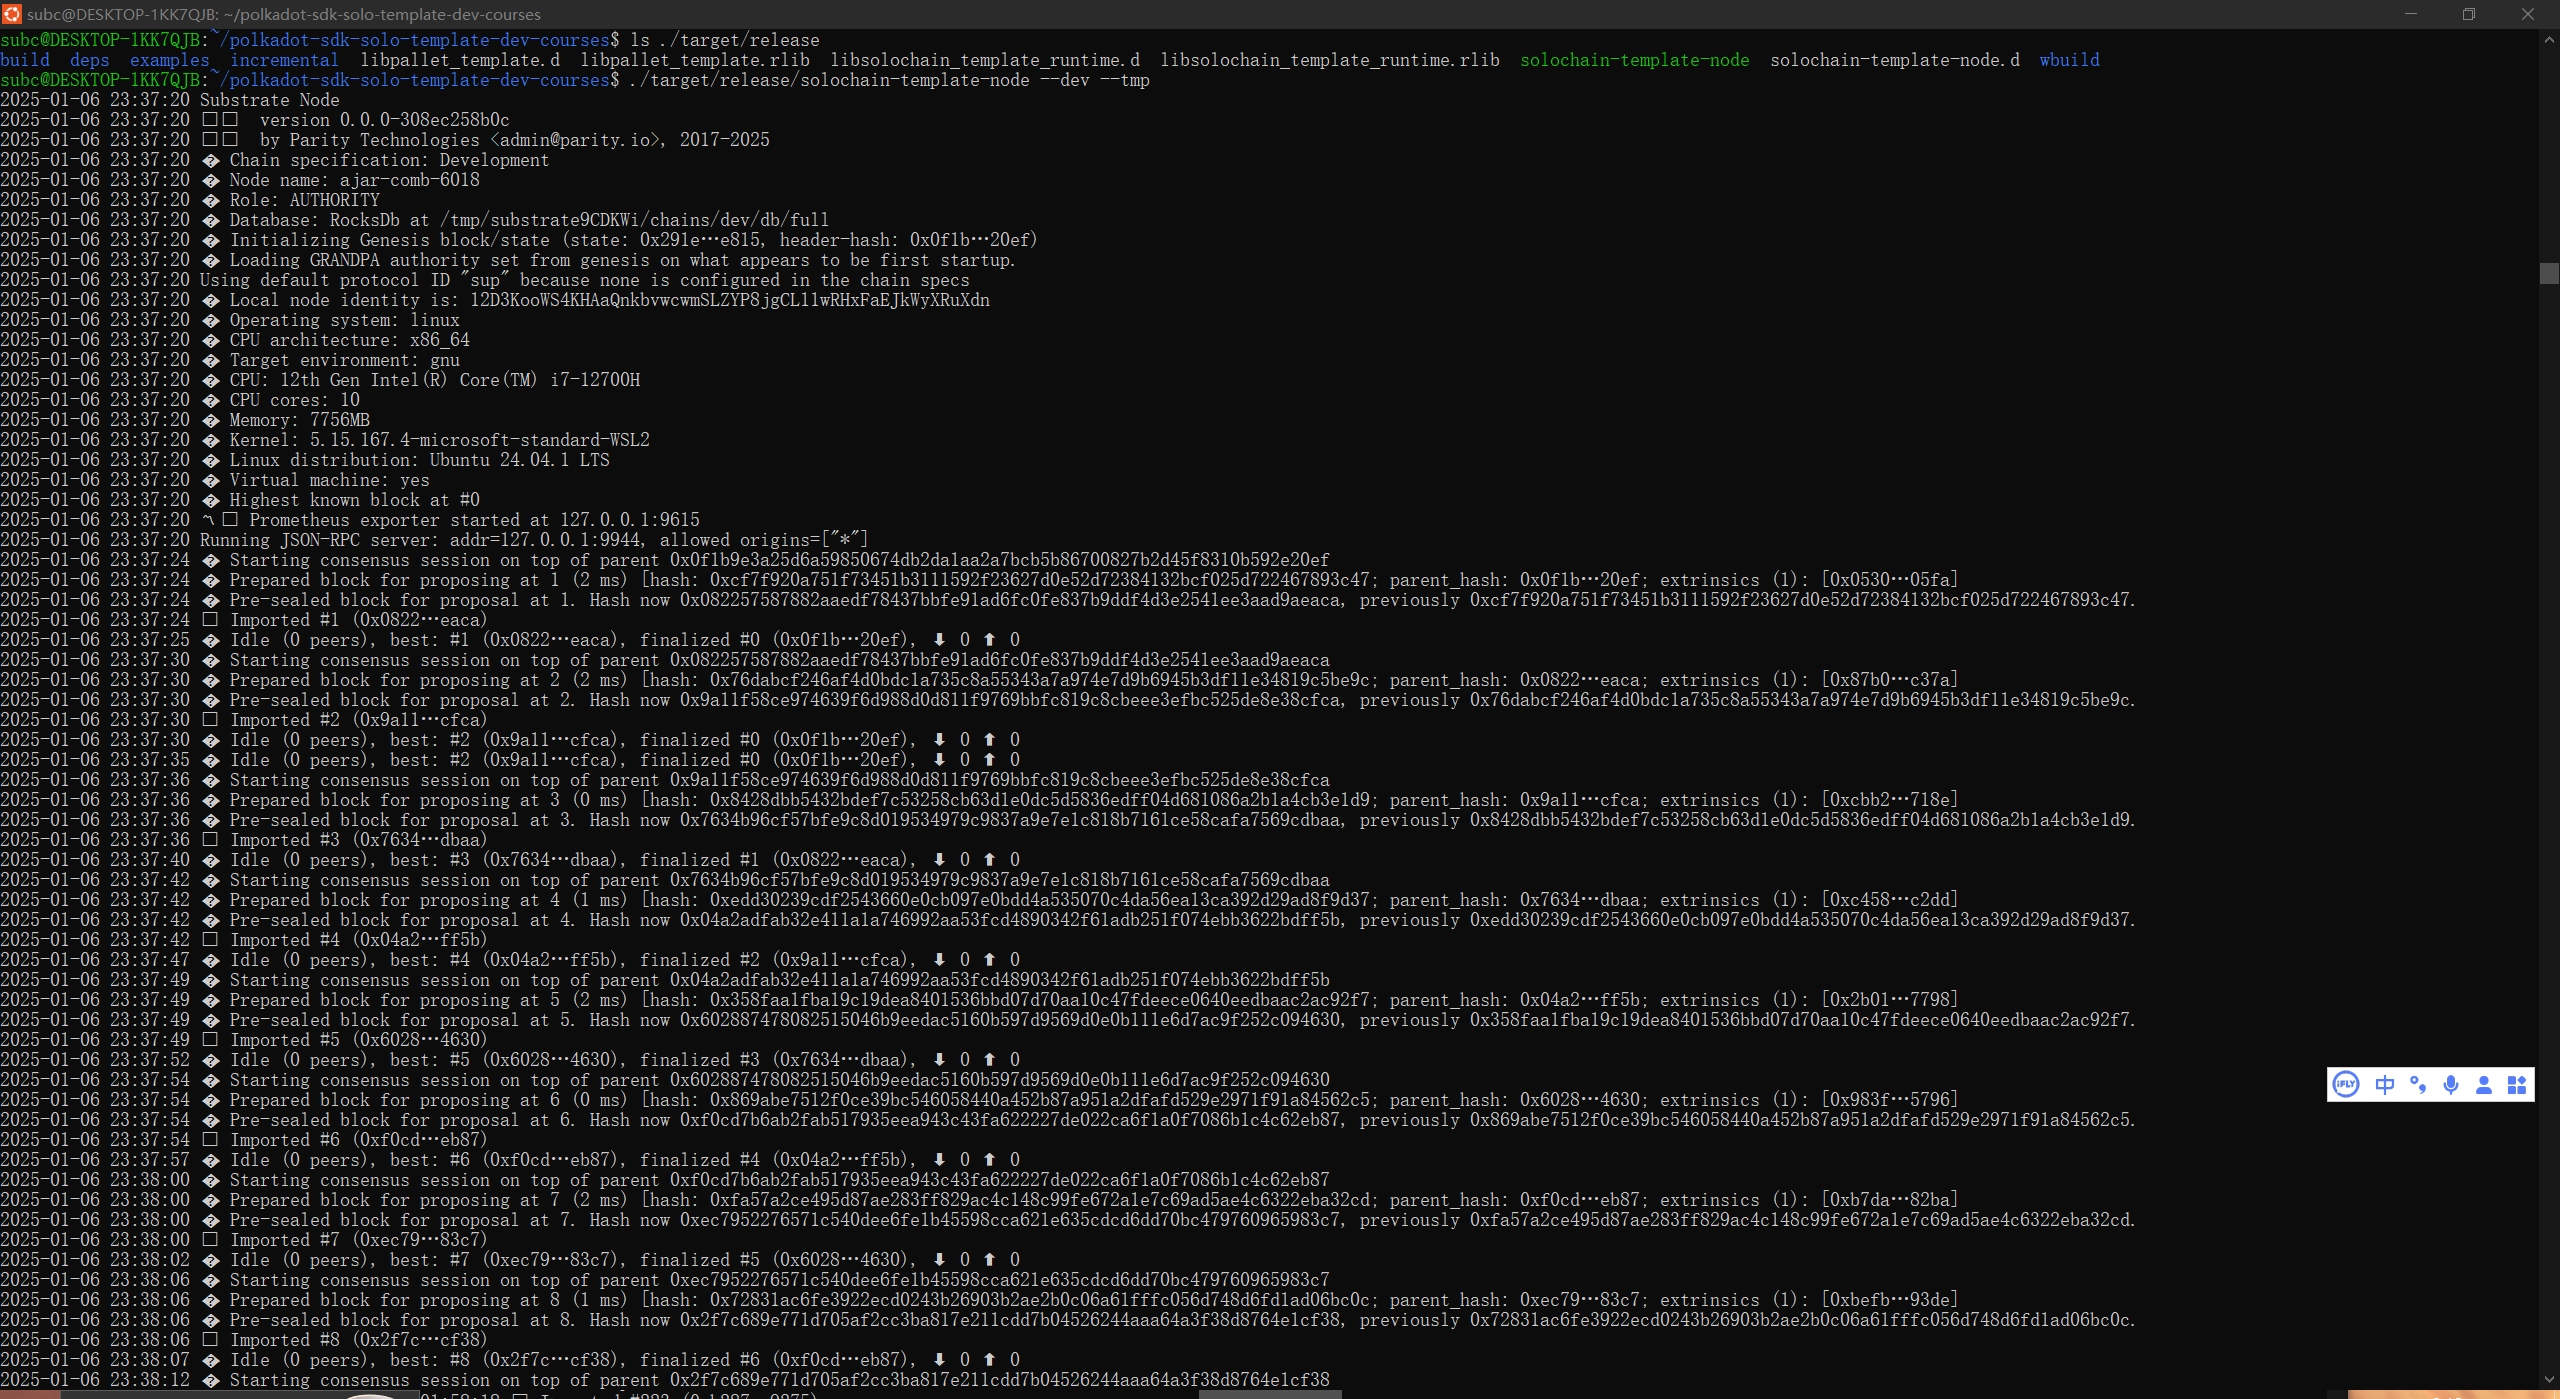 subc@DESKTOP-1KK7QJB: ~/polkadot-sdk-solo-template-dev-courses
subc@DESKTOP-1KK7QJB:~/polkadot-sdk-solo-template-dev-courses$ ls ./target/release
build  deps  examples  incremental  libpallet_template.d  libpallet_template.rlib  libsolochain_template_runtime.d  libsolochain_template_runtime.rlib  solochain-template-node  solochain-template-node.d  wbuild
subc@DESKTOP-1KK7QJB:~/polkadot-sdk-solo-template-dev-courses$ ./target/release/solochain-template-node --dev --tmp
2025-01-06 23:37:20 Substrate Node
2025-01-06 23:37:20 □□  version 0.0.0-308ec258b0c
2025-01-06 23:37:20 □□  by Parity Technologies <admin@parity.io>, 2017-2025
2025-01-06 23:37:20 � Chain specification: Development
2025-01-06 23:37:20 � Node name: ajar-comb-6018
2025-01-06 23:37:20 � Role: AUTHORITY
2025-01-06 23:37:20 � Database: RocksDb at /tmp/substrate9CDKWi/chains/dev/db/full
2025-01-06 23:37:20 � Initializing Genesis block/state (state: 0x291e…e815, header-hash: 0x0f1b…20ef)
2025-01-06 23:37:20 � Loading GRANDPA authority set from genesis on what appears to be first startup.
2025-01-06 23:37:20 Using default protocol ID "sup" because none is configured in the chain specs
2025-01-06 23:37:20 � Local node identity is: 12D3KooWS4KHAaQnkbvwcwmSLZYP8jgCL11wRHxFaEJkWyXRuXdn
2025-01-06 23:37:20 � Operating system: linux
2025-01-06 23:37:20 � CPU architecture: x86_64
2025-01-06 23:37:20 � Target environment: gnu
2025-01-06 23:37:20 � CPU: 12th Gen Intel(R) Core(TM) i7-12700H
2025-01-06 23:37:20 � CPU cores: 10
2025-01-06 23:37:20 � Memory: 7756MB
2025-01-06 23:37:20 � Kernel: 5.15.167.4-microsoft-standard-WSL2
2025-01-06 23:37:20 � Linux distribution: Ubuntu 24.04.1 LTS
2025-01-06 23:37:20 � Virtual machine: yes
2025-01-06 23:37:20 � Highest known block at #0
2025-01-06 23:37:20 〽□ Prometheus exporter started at 127.0.0.1:9615
2025-01-06 23:37:20 Running JSON-RPC server: addr=127.0.0.1:9944, allowed origins=["*"]
2025-01-06 23:37:24 � Starting consensus session on top of parent 0x0f1b9e3a25d6a59850674db2da1aa2a7bcb5b86700827b2d45f8310b592e20ef
2025-01-06 23:37:24 � Prepared block for proposing at 1 (2 ms) [hash: 0xcf7f920a751f73451b3111592f23627d0e52d72384132bcf025d722467893c47; parent_hash: 0x0f1b…20ef; extrinsics (1): [0x0530…05fa]
2025-01-06 23:37:24 � Pre-sealed block for proposal at 1. Hash now 0x082257587882aaedf78437bbfe91ad6fc0fe837b9ddf4d3e2541ee3aad9aeaca, previously 0xcf7f920a751f73451b3111592f23627d0e52d72384132bcf025d722467893c47.
2025-01-06 23:37:24 □ Imported #1 (0x0822…eaca)
2025-01-06 23:37:25 � Idle (0 peers), best: #1 (0x0822…eaca), finalized #0 (0x0f1b…20ef), ⬇ 0 ⬆ 0
2025-01-06 23:37:30 � Starting consensus session on top of parent 0x082257587882aaedf78437bbfe91ad6fc0fe837b9ddf4d3e2541ee3aad9aeaca
2025-01-06 23:37:30 � Prepared block for proposing at 2 (2 ms) [hash: 0x76dabcf246af4d0bdc1a735c8a55343a7a974e7d9b6945b3df11e34819c5be9c; parent_hash: 0x0822…eaca; extrinsics (1): [0x87b0…c37a]
2025-01-06 23:37:30 � Pre-sealed block for proposal at 2. Hash now 0x9a11f58ce974639f6d988d0d811f9769bbfc819c8cbeee3efbc525de8e38cfca, previously 0x76dabcf246af4d0bdc1a735c8a55343a7a974e7d9b6945b3df11e34819c5be9c.
2025-01-06 23:37:30 □ Imported #2 (0x9a11…cfca)
2025-01-06 23:37:30 � Idle (0 peers), best: #2 (0x9a11…cfca), finalized #0 (0x0f1b…20ef), ⬇ 0 ⬆ 0
2025-01-06 23:37:35 � Idle (0 peers), best: #2 (0x9a11…cfca), finalized #0 (0x0f1b…20ef), ⬇ 0 ⬆ 0
2025-01-06 23:37:36 � Starting consensus session on top of parent 0x9a11f58ce974639f6d988d0d811f9769bbfc819c8cbeee3efbc525de8e38cfca
2025-01-06 23:37:36 � Prepared block for proposing at 3 (0 ms) [hash: 0x8428dbb5432bdef7c53258cb63d1e0dc5d5836edff04d681086a2b1a4cb3e1d9; parent_hash: 0x9a11…cfca; extrinsics (1): [0xcbb2…718e]
2025-01-06 23:37:36 � Pre-sealed block for proposal at 3. Hash now 0x7634b96cf57bfe9c8d019534979c9837a9e7e1c818b7161ce58cafa7569cdbaa, previously 0x8428dbb5432bdef7c53258cb63d1e0dc5d5836edff04d681086a2b1a4cb3e1d9.
2025-01-06 23:37:36 □ Imported #3 (0x7634…dbaa)
2025-01-06 23:37:40 � Idle (0 peers), best: #3 (0x7634…dbaa), finalized #1 (0x0822…eaca), ⬇ 0 ⬆ 0
2025-01-06 23:37:42 � Starting consensus session on top of parent 0x7634b96cf57bfe9c8d019534979c9837a9e7e1c818b7161ce58cafa7569cdbaa
2025-01-06 23:37:42 � Prepared block for proposing at 4 (1 ms) [hash: 0xedd30239cdf2543660e0cb097e0bdd4a535070c4da56ea13ca392d29ad8f9d37; parent_hash: 0x7634…dbaa; extrinsics (1): [0xc458…c2dd]
2025-01-06 23:37:42 � Pre-sealed block for proposal at 4. Hash now 0x04a2adfab32e411a1a746992aa53fcd4890342f61adb251f074ebb3622bdff5b, previously 0xedd30239cdf2543660e0cb097e0bdd4a535070c4da56ea13ca392d29ad8f9d37.
2025-01-06 23:37:42 □ Imported #4 (0x04a2…ff5b)
2025-01-06 23:37:47 � Idle (0 peers), best: #4 (0x04a2…ff5b), finalized #2 (0x9a11…cfca), ⬇ 0 ⬆ 0
2025-01-06 23:37:49 � Starting consensus session on top of parent 0x04a2adfab32e411a1a746992aa53fcd4890342f61adb251f074ebb3622bdff5b
2025-01-06 23:37:49 � Prepared block for proposing at 5 (2 ms) [hash: 0x358faa1fba19c19dea8401536bbd07d70aa10c47fdeece0640eedbaac2ac92f7; parent_hash: 0x04a2…ff5b; extrinsics (1): [0x2b01…7798]
2025-01-06 23:37:49 � Pre-sealed block for proposal at 5. Hash now 0x602887478082515046b9eedac5160b597d9569d0e0b111e6d7ac9f252c094630, previously 0x358faa1fba19c19dea8401536bbd07d70aa10c47fdeece0640eedbaac2ac92f7.
2025-01-06 23:37:49 □ Imported #5 (0x6028…4630)
2025-01-06 23:37:52 � Idle (0 peers), best: #5 (0x6028…4630), finalized #3 (0x7634…dbaa), ⬇ 0 ⬆ 0
2025-01-06 23:37:54 � Starting consensus session on top of parent 0x602887478082515046b9eedac5160b597d9569d0e0b111e6d7ac9f252c094630
2025-01-06 23:37:54 � Prepared block for proposing at 6 (0 ms) [hash: 0x869abe7512f0ce39bc546058440a452b87a951a2dfafd529e2971f91a84562c5; parent_hash: 0x6028…4630; extrinsics (1): [0x983f…5796]
2025-01-06 23:37:54 � Pre-sealed block for proposal at 6. Hash now 0xf0cd7b6ab2fab517935eea943c43fa622227de022ca6f1a0f7086b1c4c62eb87, previously 0x869abe7512f0ce39bc546058440a452b87a951a2dfafd529e2971f91a84562c5.
2025-01-06 23:37:54 □ Imported #6 (0xf0cd…eb87)
2025-01-06 23:37:57 � Idle (0 peers), best: #6 (0xf0cd…eb87), finalized #4 (0x04a2…ff5b), ⬇ 0 ⬆ 0
2025-01-06 23:38:00 � Starting consensus session on top of parent 0xf0cd7b6ab2fab517935eea943c43fa622227de022ca6f1a0f7086b1c4c62eb87
2025-01-06 23:38:00 � Prepared block for proposing at 7 (2 ms) [hash: 0xfa57a2ce495d87ae283ff829ac4c148c99fe672a1e7c69ad5ae4c6322eba32cd; parent_hash: 0xf0cd…eb87; extrinsics (1): [0xb7da…82ba]
2025-01-06 23:38:00 � Pre-sealed block for proposal at 7. Hash now 0xec7952276571c540dee6fe1b45598cca621e635cdcd6dd70bc479760965983c7, previously 0xfa57a2ce495d87ae283ff829ac4c148c99fe672a1e7c69ad5ae4c6322eba32cd.
2025-01-06 23:38:00 □ Imported #7 (0xec79…83c7)
2025-01-06 23:38:02 � Idle (0 peers), best: #7 (0xec79…83c7), finalized #5 (0x6028…4630), ⬇ 0 ⬆ 0
2025-01-06 23:38:06 � Starting consensus session on top of parent 0xec7952276571c540dee6fe1b45598cca621e635cdcd6dd70bc479760965983c7
2025-01-06 23:38:06 � Prepared block for proposing at 8 (1 ms) [hash: 0x72831ac6fe3922ecd0243b26903b2ae2b0c06a61fffc056d748d6fd1ad06bc0c; parent_hash: 0xec79…83c7; extrinsics (1): [0xbefb…93de]
2025-01-06 23:38:06 � Pre-sealed block for proposal at 8. Hash now 0x2f7c689e771d705af2cc3ba817e211cdd7b04526244aaa64a3f38d8764e1cf38, previously 0x72831ac6fe3922ecd0243b26903b2ae2b0c06a61fffc056d748d6fd1ad06bc0c.
2025-01-06 23:38:06 □ Imported #8 (0x2f7c…cf38)
2025-01-06 23:38:07 � Idle (0 peers), best: #8 (0x2f7c…cf38), finalized #6 (0xf0cd…eb87), ⬇ 0 ⬆ 0
2025-01-06 23:38:12 � Starting consensus session on top of parent 0x2f7c689e771d705af2cc3ba817e211cdd7b04526244aaa64a3f38d8764e1cf38
iFLY 中